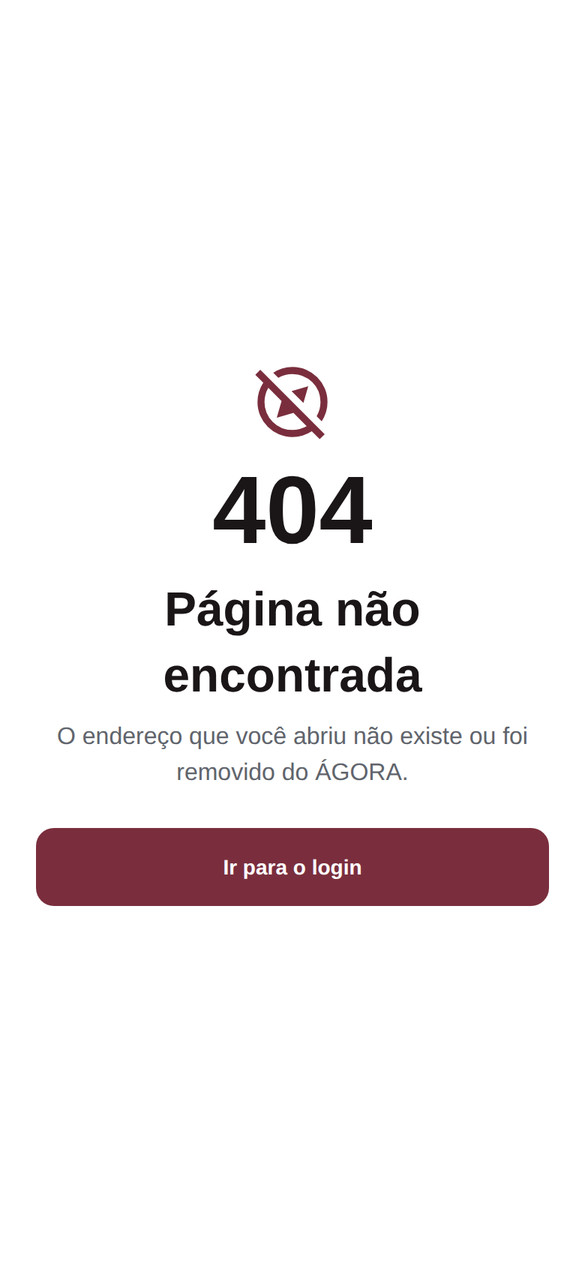 404
Página não
encontrada
O endereço que você abriu não existe ou foi
removido do ÁGORA.
Ir para o login